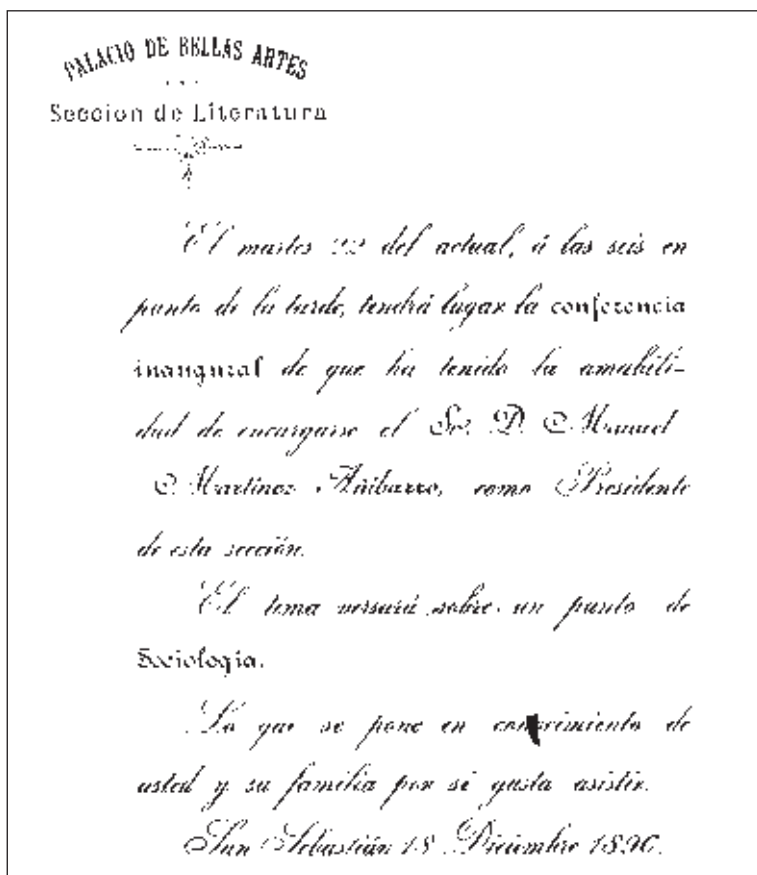 PALACIO DE BELLAS ARTES
Seccion de Literatura
El martes 22 del actual, á las seis en
punto de la tarde, tendrá lugar la conferencia
inaugural de que ha tenido la amabili-
dad de encargarse el Sr. D. Manuel
Martinez Añibarro, como Presidente
de esta sección.
El tema versará sobre un punto de
Sociología.
Lo que se pone en conocimiento de
usted y su familia por si gusta asistir.
San Sebastián 18 Diciembre 1896.